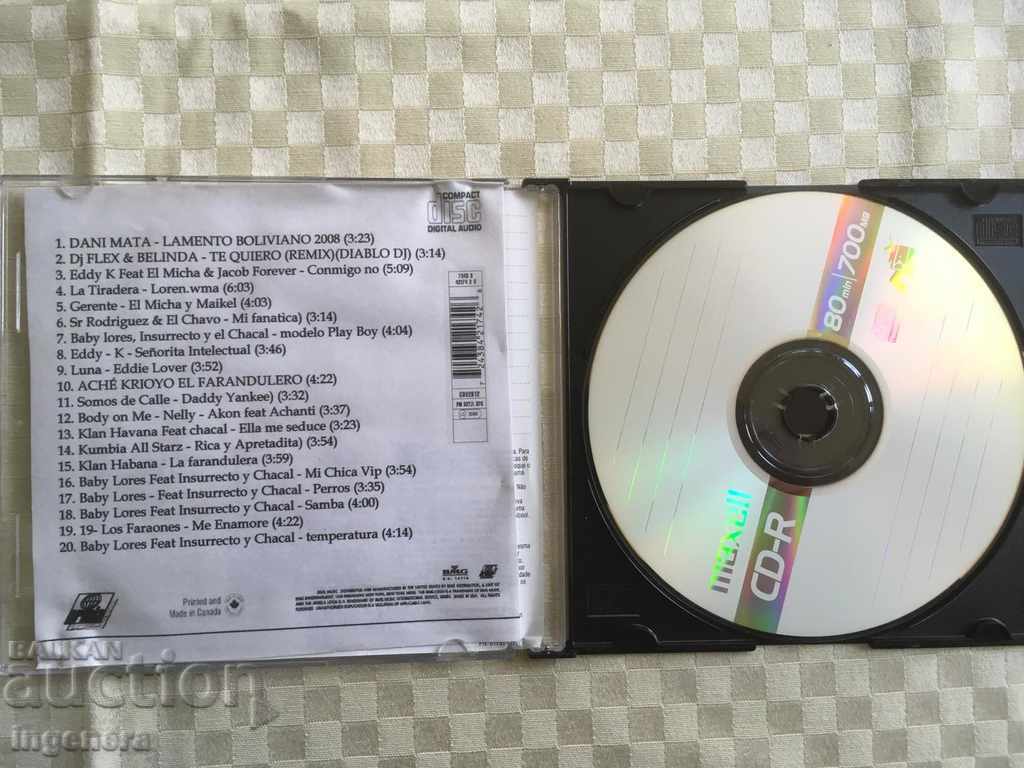 COMPACT
disc
DIGITAL AUDIO
1. DANI MATA - LAMENTO BOLIVIANO 2008 (3:23)
2. Dj FLEX & BELINDA - TE QUIERO (REMIX)(DIABLO DJ) (3:14)
3. Eddy K Feat El Micha & Jacob Forever - Conmigo no (5:09)
4. La Tiradera - Loren.wma (6:03)
5. Gerente - El Micha y Maikel (4:03)
6. Sr Rodriguez & El Chavo - Mi fanatica) (3:14)
7. Baby lores, Insurrecto y el Chacal - modelo Play Boy (4:04)
8. Eddy - K - Señorita Intelectual (3:46)
9. Luna - Eddie Lover (3:52)
10. ACHÉ KRIOYO EL FARANDULERO (4:22)
11. Somos de Calle - Daddy Yankee) (3:32)
12. Body on Me - Nelly - Akon feat Achanti (3:37)
13. Klan Havana Feat chacal - Ella me seduce (3:23)
14. Kumbia All Starz - Rica y Apretadita) (3:54)
15. Klan Habana - La farandulera (3:59)
16. Baby Lores Feat Insurrecto y Chacal - Mi Chica Vip (3:54)
17. Baby Lores - Feat Insurrecto y Chacal - Perros (3:35)
18. Baby Lores Feat Insurrecto y Chacal - Samba (4:00)
19. 19- Los Faraones - Me Enamore (4:22)
20. Baby Lores Feat Insurrecto y Chacal - temperatura (4:14)
Printed and
Made in Canada
BMG
maxell
CD-R
80min 700MB
BALKAN
auction
ingenera